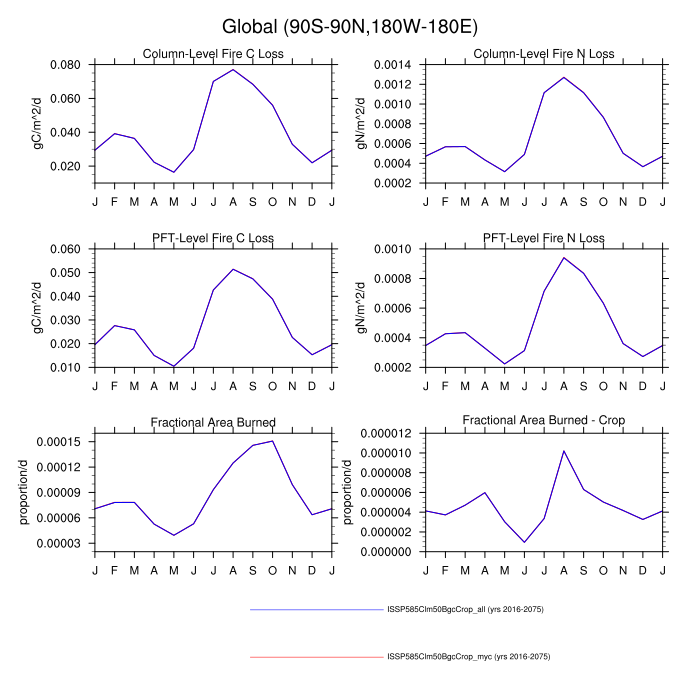 Global (90S-90N,180W-180E)
Column-Level Fire C Loss
gC/m^2/d
0.080
0.060
0.040
0.020
J F M A M J J A S O N D J
Column-Level Fire N Loss
gN/m^2/d
0.0014
0.0012
0.0010
0.0008
0.0006
0.0004
0.0002
J F M A M J J A S O N D J
PFT-Level Fire C Loss
gC/m^2/d
0.060
0.050
0.040
0.030
0.020
0.010
J F M A M J J A S O N D J
PFT-Level Fire N Loss
gN/m^2/d
0.0010
0.0008
0.0006
0.0004
0.0002
J F M A M J J A S O N D J
Fractional Area Burned
proportion/d
0.00015
0.00012
0.00009
0.00006
0.00003
J F M A M J J A S O N D J
Fractional Area Burned - Crop
proportion/d
0.000012
0.000010
0.000008
0.000006
0.000004
0.000002
0.000000
J F M A M J J A S O N D J
ISSP585Clm50BgcCrop_all (yrs 2016-2075)
ISSP585Clm50BgcCrop_myc (yrs 2016-2075)